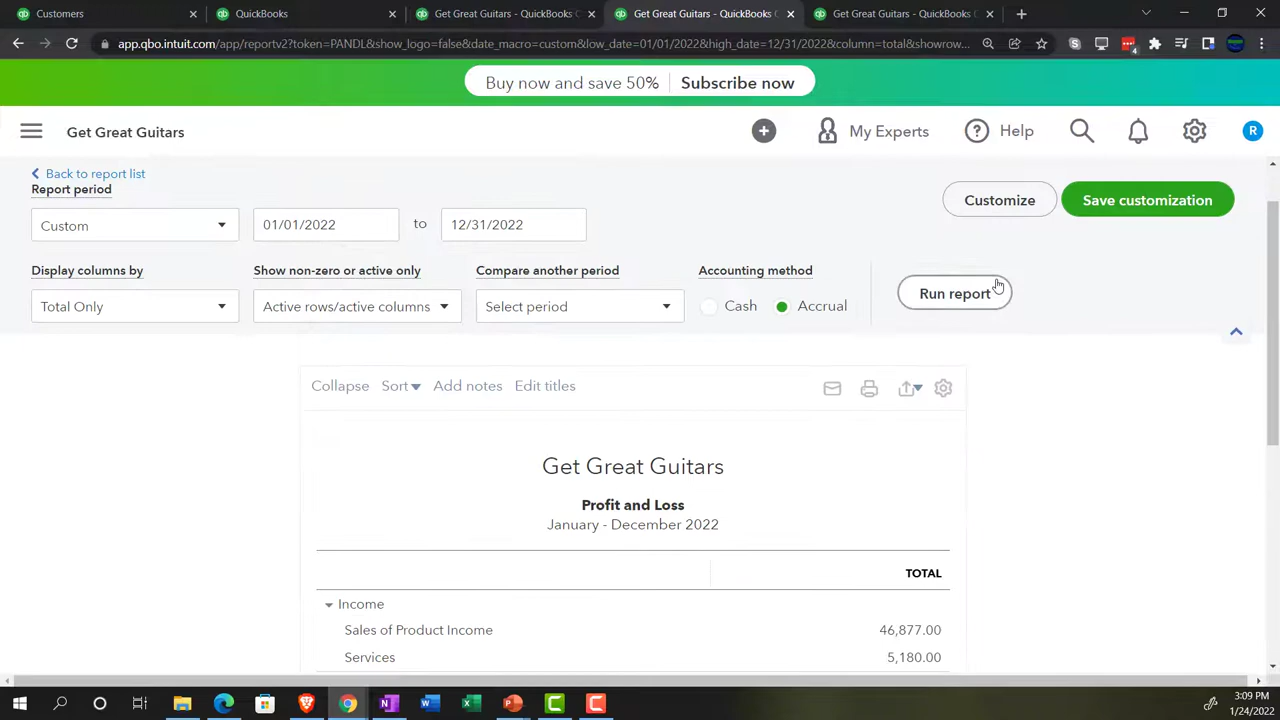 Customers
QuickBooks
Get Great Guitars - QuickBooks C
Get Great Guitars - QuickBooks C
Get Great Guitars - QuickBooks C
app.qbo.intuit.com/app/reportv2?token=PANDL&show_logo=false&date_macro=custom&low_date=01/01/2022&high_date=12/31/2022&column=total&showrow...
4
Buy now and save 50% Subscribe now
Get Great Guitars
My Experts
Help
R
Back to report list
Report period
Customize
Save customization
Custom
01/01/2022
to
12/31/2022
Display columns by
Show non-zero or active only
Compare another period
Accounting method
Total Only
Active rows/active columns
Select period
Cash
Accrual
Run report
Collapse
Sort
Add notes
Edit titles
Get Great Guitars
Profit and Loss
January - December 2022
TOTAL
Income
Sales of Product Income 46,877.00
Services 5,180.00
3:09 PM
1/24/2022